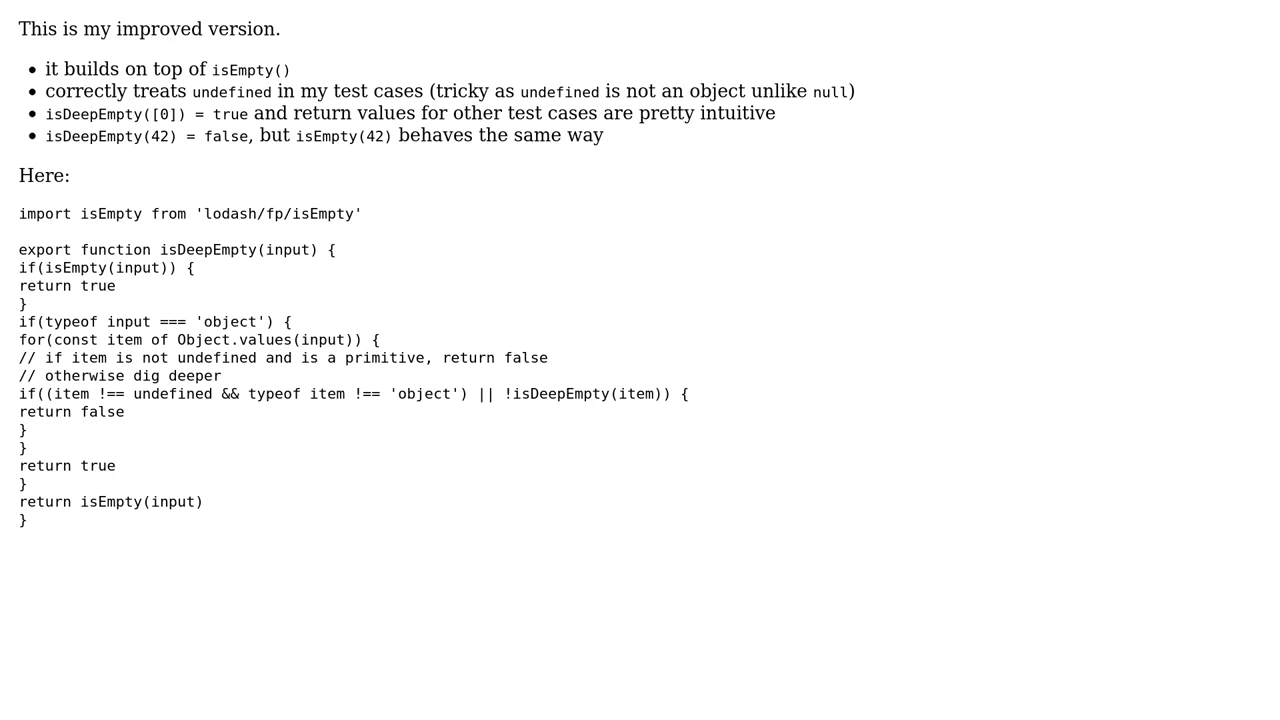 This is my improved version.
• it builds on top of isEmpty()
• correctly treats undefined in my test cases (tricky as undefined is not an object unlike null)
• isDeepEmpty([0]) = true and return values for other test cases are pretty intuitive
• isDeepEmpty(42) = false, but isEmpty(42) behaves the same way
Here:
import isEmpty from 'lodash/fp/isEmpty'
export function isDeepEmpty(input) {
if(isEmpty(input)) {
return true
}
if(typeof input === 'object') {
for(const item of Object.values(input)) {
// if item is not undefined and is a primitive, return false
// otherwise dig deeper
if((item !== undefined && typeof item !== 'object') || !isDeepEmpty(item)) {
return false
}
}
return true
}
return isEmpty(input)
}